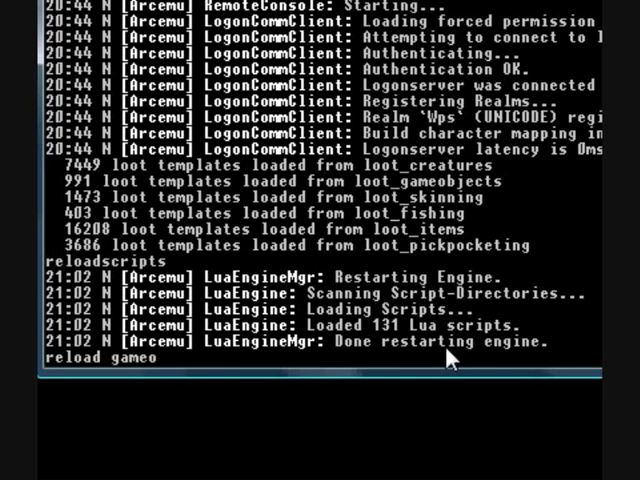 20:44 N [Arcemu] RemoteConsole: Starting...
20:44 N [Arcemu] LogonCommClient: Loading forced permission
20:44 N [Arcemu] LogonCommClient: Attempting to connect to
20:44 N [Arcemu] LogonCommClient: Authenticating...
20:44 N [Arcemu] LogonCommClient: Authentication OK.
20:44 N [Arcemu] LogonCommClient: Logonserver was connected
20:44 N [Arcemu] LogonCommClient: Registering Realms...
20:44 N [Arcemu] LogonCommClient: Realm `Wps` (UNICODE) regi
20:44 N [Arcemu] LogonCommClient: Build character mapping in
20:44 N [Arcemu] LogonCommClient: Logonserver latency is 0ms
7449 loot templates loaded from loot_creatures
991 loot templates loaded from loot_gameobjects
1473 loot templates loaded from loot_skinning
403 loot templates loaded from loot_fishing
16208 loot templates loaded from loot_items
3686 loot templates loaded from loot_pickpocketing
reloadscripts
21:02 N [Arcemu] LuaEngineMgr: Restarting Engine.
21:02 N [Arcemu] LuaEngine: Scanning Script-Directories...
21:02 N [Arcemu] LuaEngine: Loading Scripts...
21:02 N [Arcemu] LuaEngine: Loaded 131 Lua scripts.
21:02 N [Arcemu] LuaEngineMgr: Done restarting engine.
reload gameo